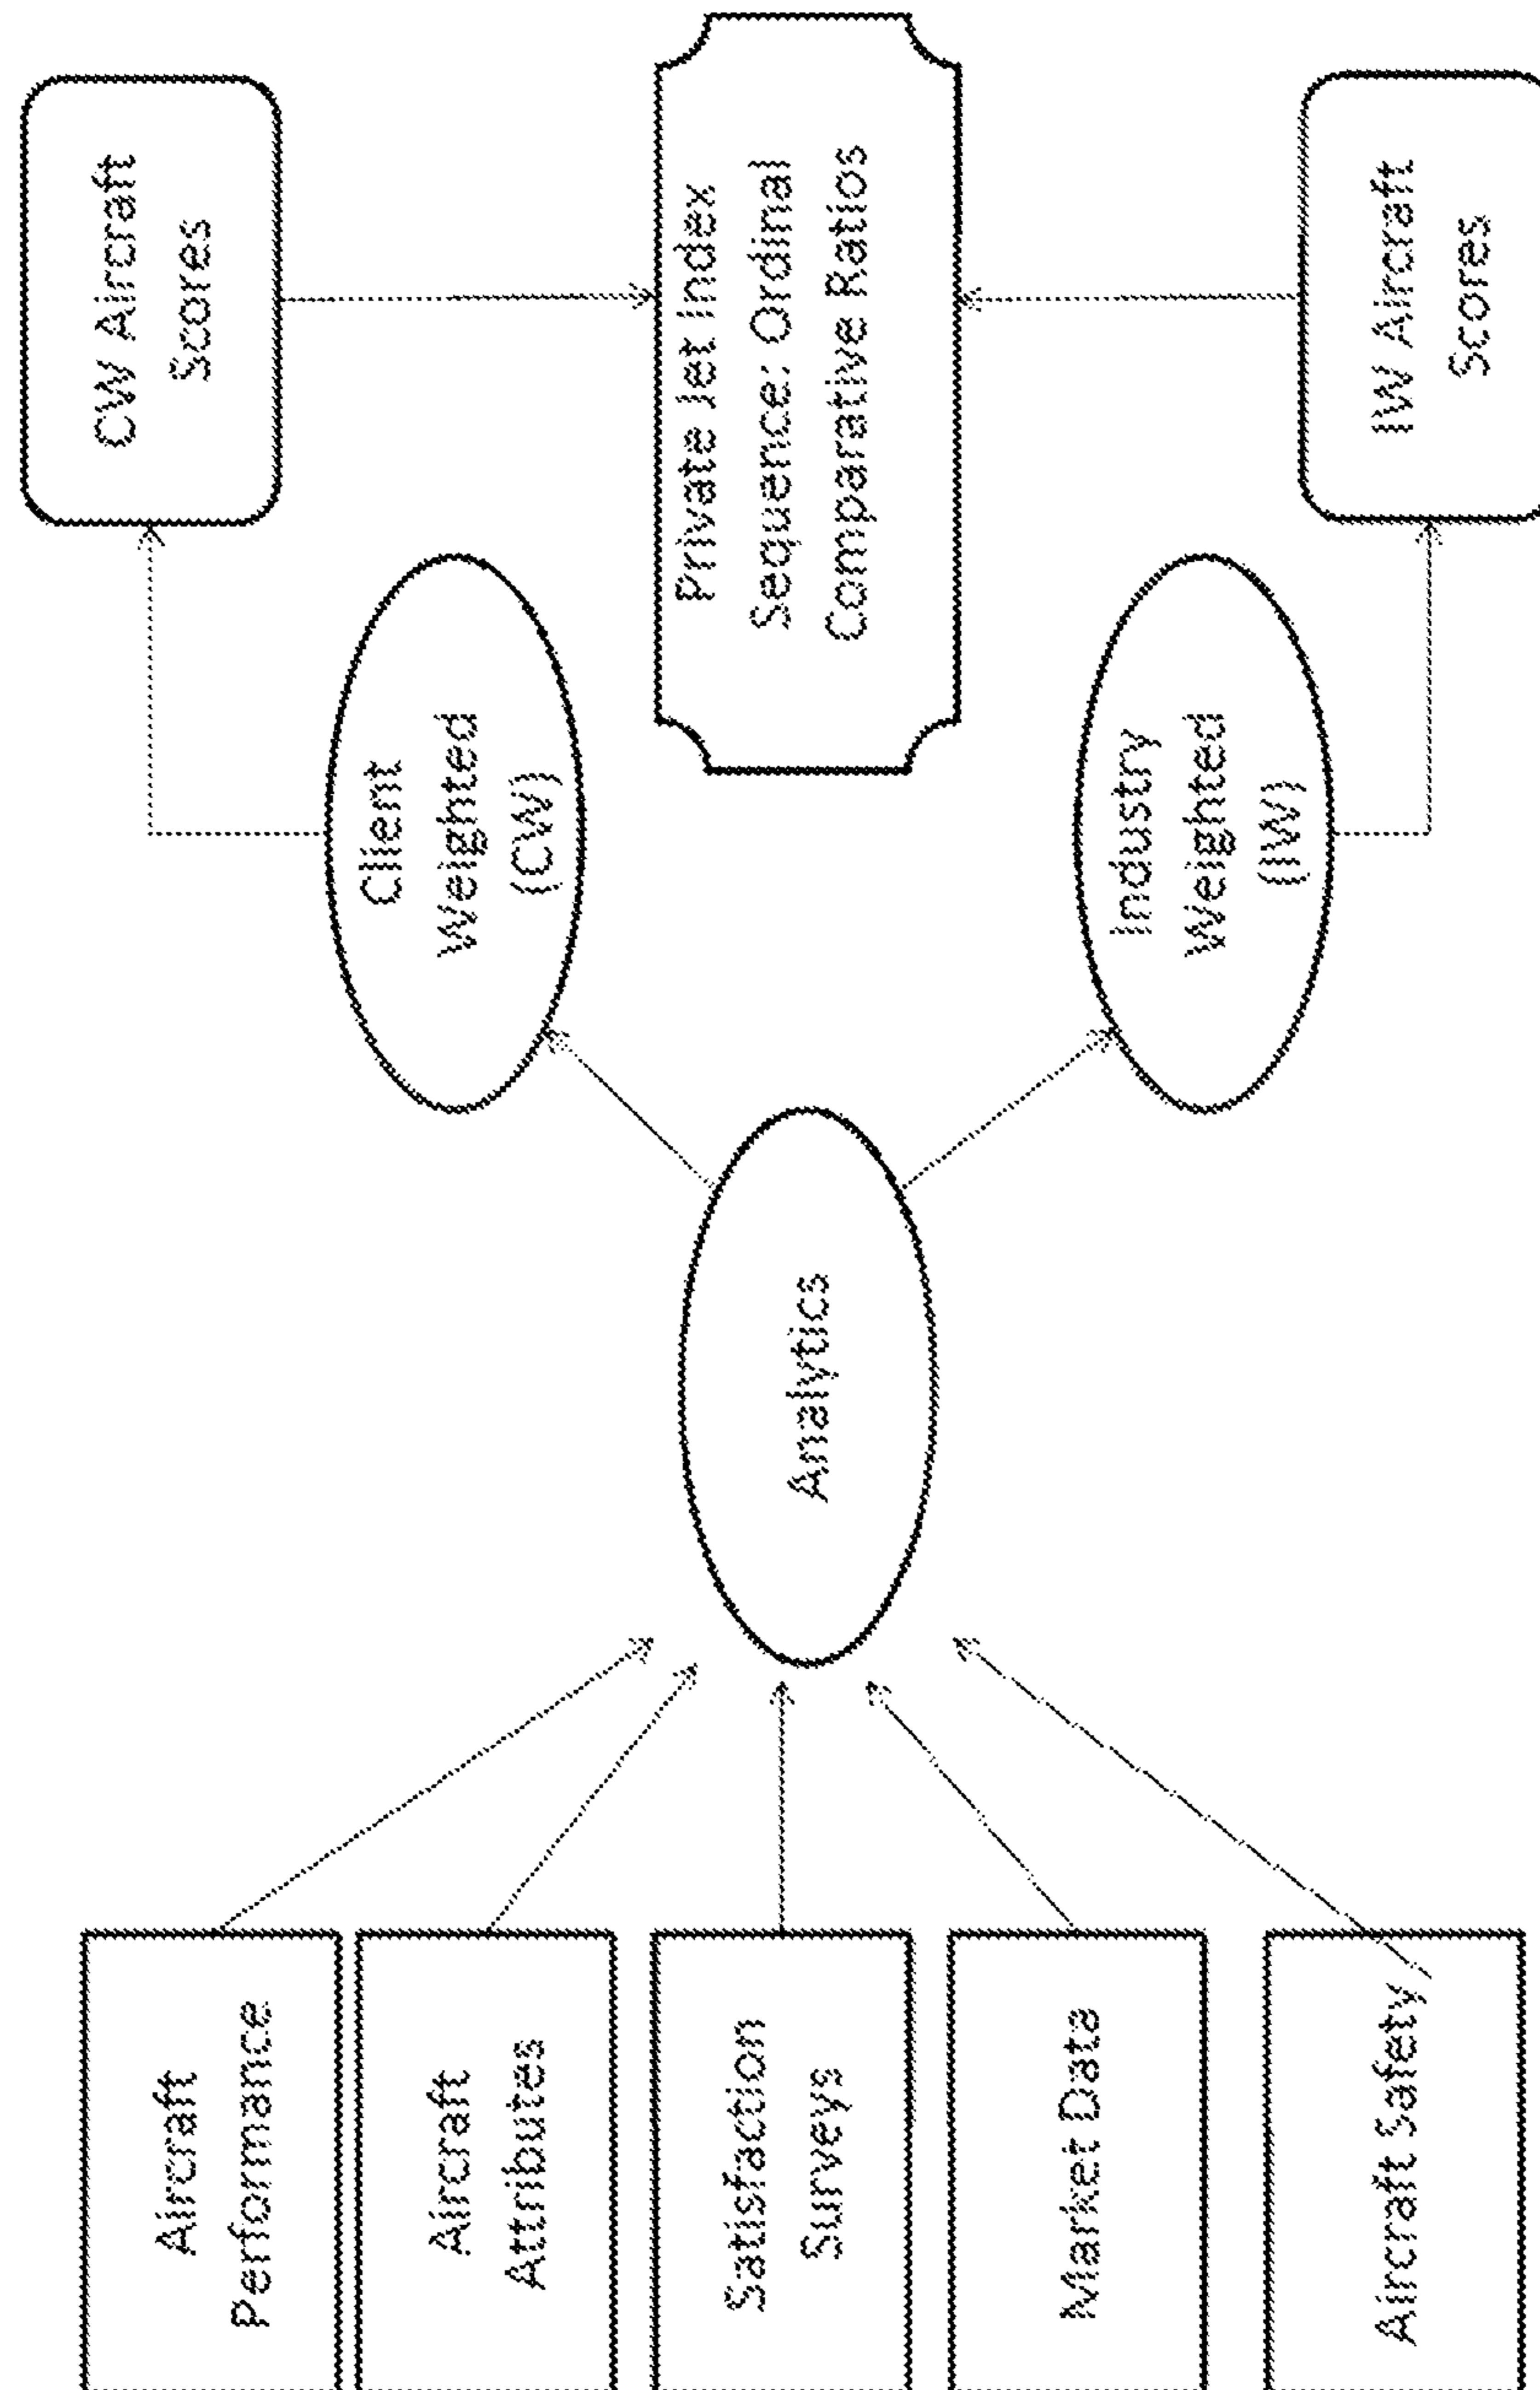 Aircraft
Performance
Aircraft
Attributes
Satisfaction
Surveys
Market Data
Aircraft Safety
Analytics
Client
Weighted
(CW)
Industry
Weighted
(IW)
CW Aircraft
Scores
Private Jet Index
Sequence: Ordinal
Comparative Ratios
IW Aircraft
Scores